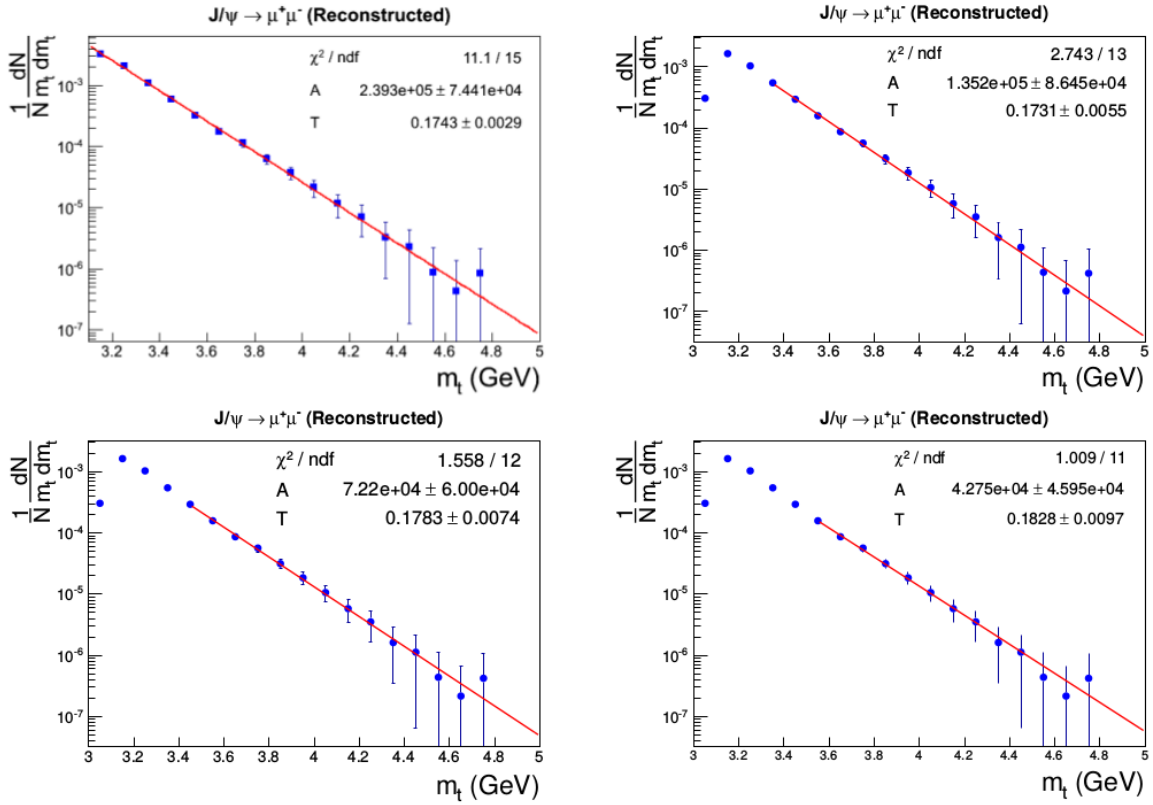 J/ψ → μ⁺μ⁻ (Reconstructed)
1/N dN/m_t dm_t
χ² / ndf 11.1 / 15
A 2.393e+05 ± 7.441e+04
T 0.1743 ± 0.0029
10⁻³
10⁻⁴
10⁻⁵
10⁻⁶
10⁻⁷
3.2 3.4 3.6 3.8 4 4.2 4.4 4.6 4.8 5
m_t (GeV)
J/ψ → μ⁺μ⁻ (Reconstructed)
1/N dN/m_t dm_t
χ² / ndf 2.743 / 13
A 1.352e+05 ± 8.645e+04
T 0.1731 ± 0.0055
10⁻³
10⁻⁴
10⁻⁵
10⁻⁶
10⁻⁷
3 3.2 3.4 3.6 3.8 4 4.2 4.4 4.6 4.8 5
m_t (GeV)
J/ψ → μ⁺μ⁻ (Reconstructed)
1/N dN/m_t dm_t
χ² / ndf 1.558 / 12
A 7.22e+04 ± 6.00e+04
T 0.1783 ± 0.0074
10⁻³
10⁻⁴
10⁻⁵
10⁻⁶
10⁻⁷
3 3.2 3.4 3.6 3.8 4 4.2 4.4 4.6 4.8 5
m_t (GeV)
J/ψ → μ⁺μ⁻ (Reconstructed)
1/N dN/m_t dm_t
χ² / ndf 1.009 / 11
A 4.275e+04 ± 4.595e+04
T 0.1828 ± 0.0097
10⁻³
10⁻⁴
10⁻⁵
10⁻⁶
10⁻⁷
3 3.2 3.4 3.6 3.8 4 4.2 4.4 4.6 4.8 5
m_t (GeV)